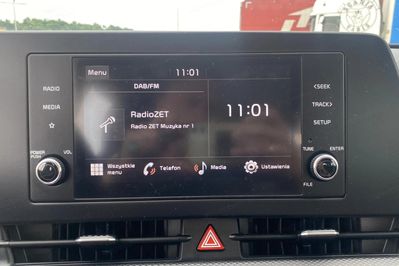 Menu 11:01
DAB/FM
RadioZET
Radio ZET Muzyka nr 1
11:01
Wszystkie menu
Telefon
Media
Ustawienia
RADIO
MEDIA
POWER PUSH
VOL
<SEEK
TRACK>
SETUP
TUNE
ENTER
FILE